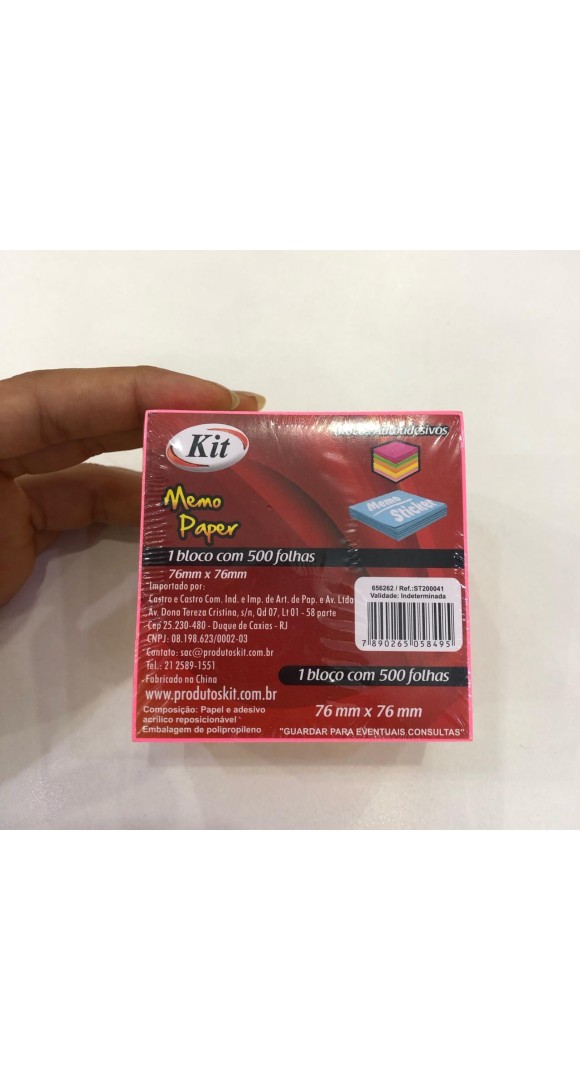 Kit
Autoadesivos
Memo
Paper
Memo
Sticker
1 bloco com 500 folhas
76mm x 76mm
Importado por:
Castro e Castro Com. Ind. e Imp. de Art. de Pap. e Av. Ltda
Av. Dona Tereza Cristina, s/n, Qd 07, Lt 01 - 58 parte
Cep 25.230-480 - Duque de Caxias - RJ
CNPJ: 08.198.623/0002-03
Contato: sac@produtoskit.com.br
Tel.: 21 2589-1551
Fabricado na China
www.produtoskit.com.br
Composição: Papel e adesivo
acrílico reposicionável
Embalagem de polipropileno
656262 / Ref.:ST200041
Validade: Indeterminada
7 890265 058495
1 bloco com 500 folhas
76 mm x 76 mm
"GUARDAR PARA EVENTUAIS CONSULTAS"